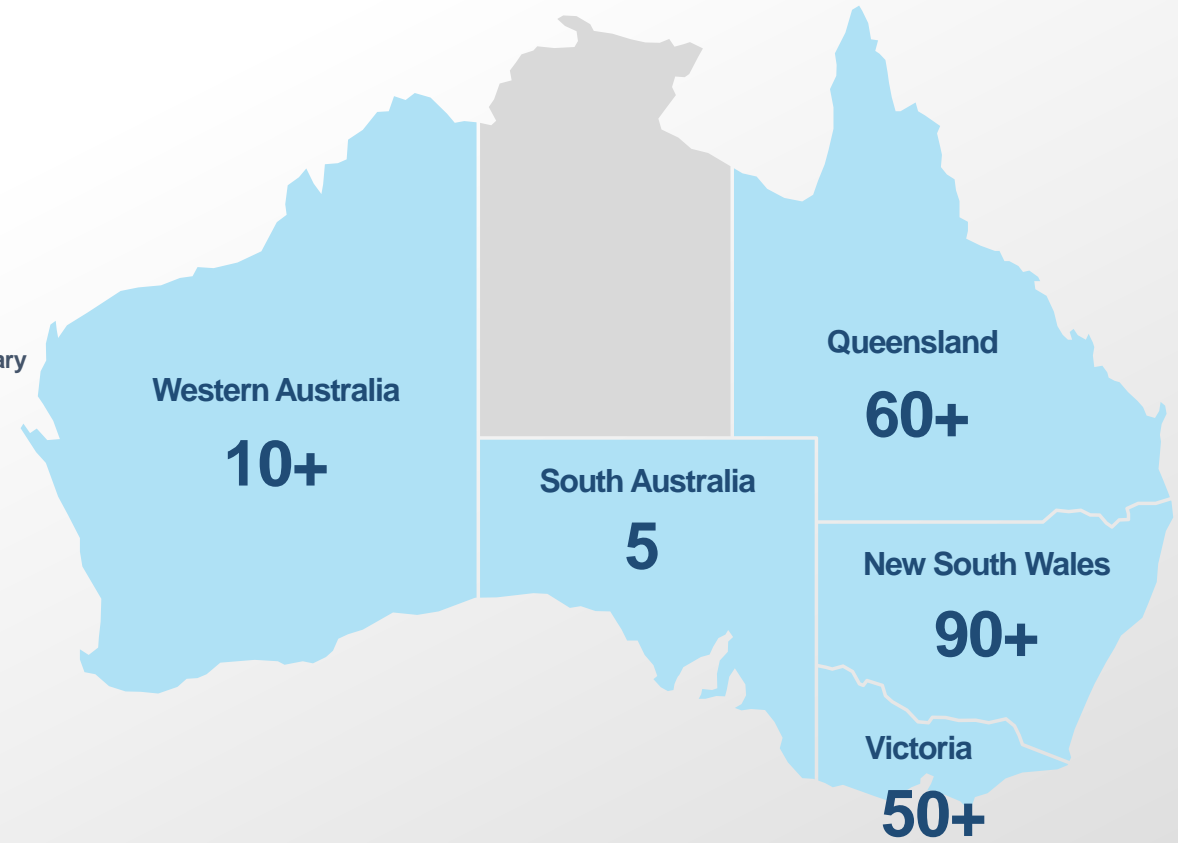 Queensland
60+
Western Australia
10+
South Australia
5
New South Wales
90+
Victoria
50+